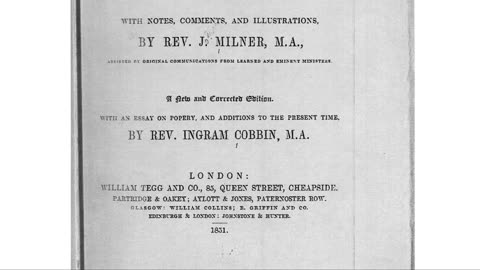 WITH NOTES, COMMENTS, AND ILLUSTRATIONS,
BY REV. J. MILNER, M.A.,
ASSISTED BY ORIGINAL COMMUNICATIONS FROM LEARNED AND EMINENT MINISTERS.
A New and Corrected Edition.
WITH AN ESSAY ON POPERY, AND ADDITIONS TO THE PRESENT TIME,
BY REV. INGRAM COBBIN, M.A.
LONDON:
WILLIAM TEGG AND CO., 85, QUEEN STREET, CHEAPSIDE.
PARTRIDGE & OAKEY; AYLOTT & JONES, PATERNOSTER ROW.
GLASGOW: WILLIAM COLLINS; R. GRIFFIN AND CO.
EDINBURGH & LONDON: JOHNSTONE & HUNTER.
1851.